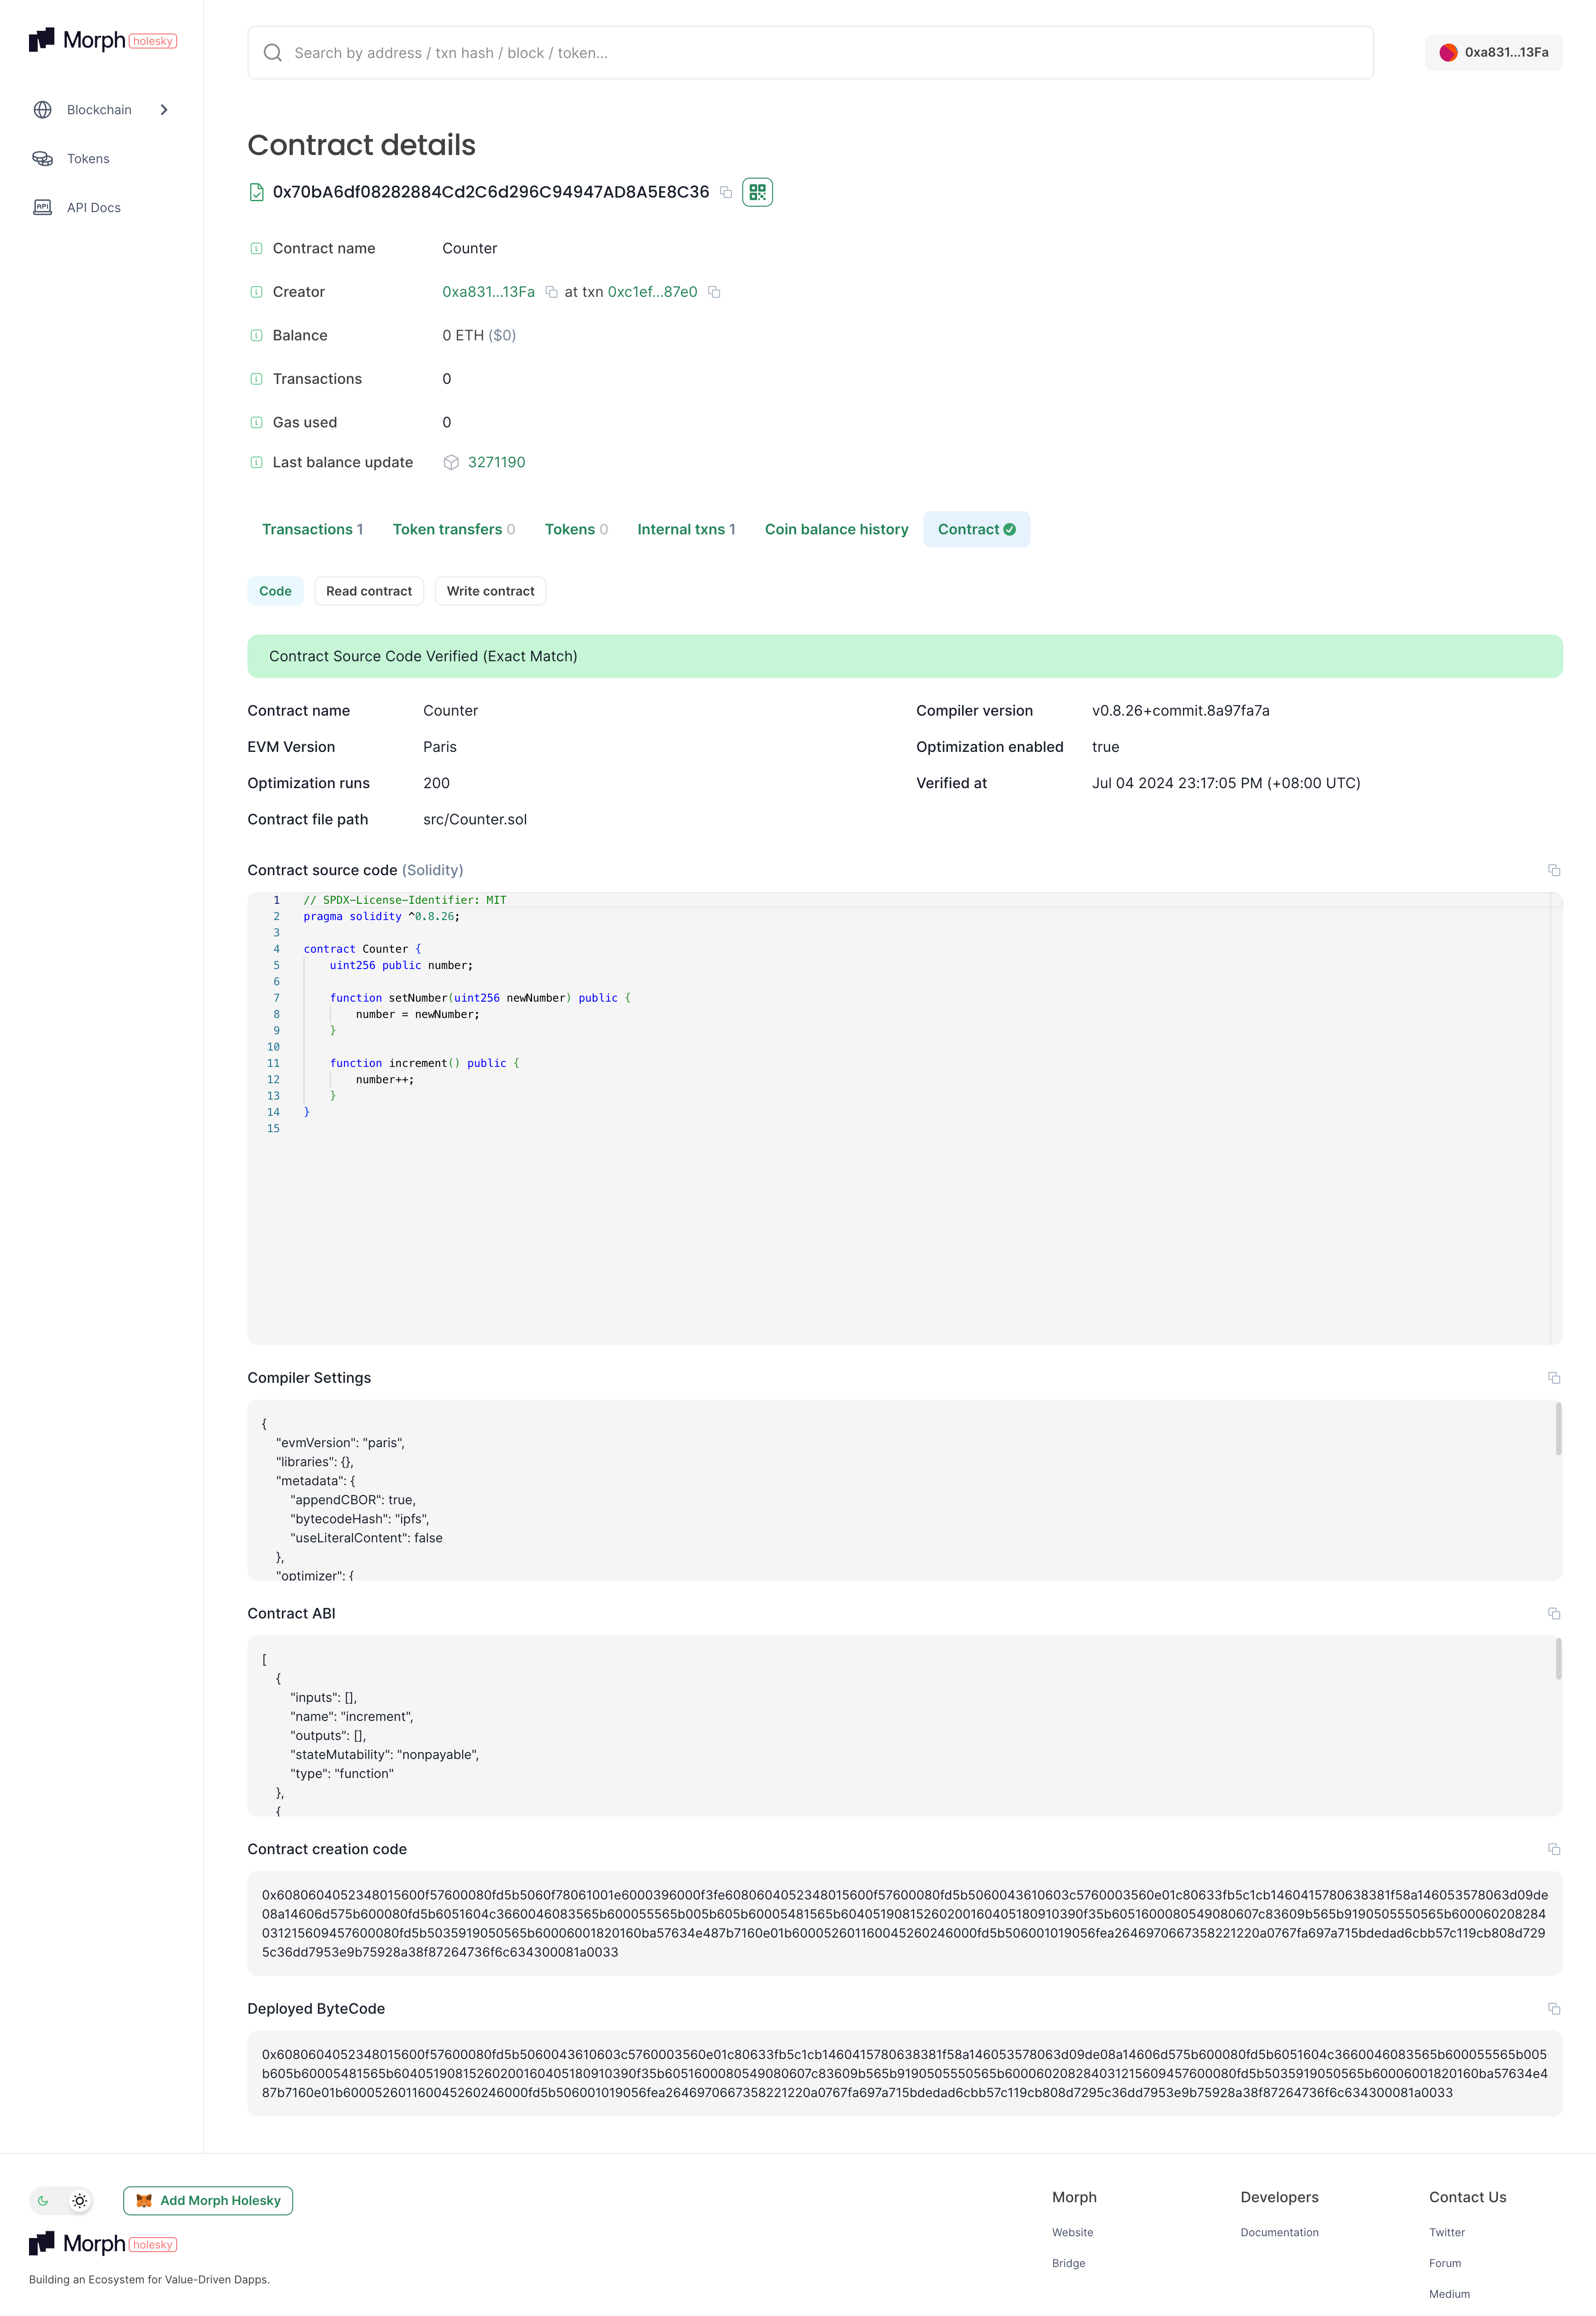 Morph holesky
Search by address / txn hash / block / token...
0xa831...13Fa
Blockchain
Tokens
API Docs
Contract details
0x70bA6df08282884Cd2C6d296C94947AD8A5E8C36
Contract name Counter
Creator 0xa831...13Fa at txn 0xc1ef...87e0
Balance 0 ETH ($0)
Transactions 0
Gas used 0
Last balance update 3271190
Transactions 1 Token transfers 0 Tokens 0 Internal txns 1 Coin balance history Contract
Code Read contract Write contract
Contract Source Code Verified (Exact Match)
Contract name Counter Compiler version v0.8.26+commit.8a97fa7a
EVM Version Paris Optimization enabled true
Optimization runs 200 Verified at Jul 04 2024 23:17:05 PM (+08:00 UTC)
Contract file path src/Counter.sol
Contract source code (Solidity)
1 // SPDX-License-Identifier: MIT
2 pragma solidity ^0.8.26;
3
4 contract Counter {
5 uint256 public number;
6
7 function setNumber(uint256 newNumber) public {
8 number = newNumber;
9 }
10
11 function increment() public {
12 number++;
13 }
14 }
15
Compiler Settings
{
"evmVersion": "paris",
"libraries": {},
"metadata": {
"appendCBOR": true,
"bytecodeHash": "ipfs",
"useLiteralContent": false
},
"optimizer": {
Contract ABI
[
{
"inputs": [],
"name": "increment",
"outputs": [],
"stateMutability": "nonpayable",
"type": "function"
},
{
Contract creation code
0x6080604052348015600f57600080fd5b5060f78061001e6000396000f3fe6080604052348015600f57600080fd5b5060043610603c5760003560e01c80633fb5c1cb1460415780638381f58a146053578063d09de
08a14606d575b600080fd5b6051604c3660046083565b600055565b005b605b60005481565b60405190815260200160405180910390f35b6051600080549080607c83609b565b9190505550565b600060208284
031215609457600080fd5b5035919050565b60006001820160ba57634e487b7160e01b600052601160045260246000fd5b506001019056fea2646970667358221220a0767fa697a715bdedad6cbb57c119cb808d729
5c36dd7953e9b75928a38f87264736f6c634300081a0033
Deployed ByteCode
0x6080604052348015600f57600080fd5b5060043610603c5760003560e01c80633fb5c1cb1460415780638381f58a146053578063d09de08a14606d575b600080fd5b6051604c3660046083565b600055565b005
b605b60005481565b60405190815260200160405180910390f35b6051600080549080607c83609b565b9190505550565b600060208284031215609457600080fd5b5035919050565b60006001820160ba57634e4
87b7160e01b600052601160045260246000fd5b506001019056fea2646970667358221220a0767fa697a715bdedad6cbb57c119cb808d7295c36dd7953e9b75928a38f87264736f6c634300081a0033
Add Morph Holesky
Morph holesky
Building an Ecosystem for Value-Driven Dapps.
Morph
Website
Bridge
Developers
Documentation
Contact Us
Twitter
Forum
Medium